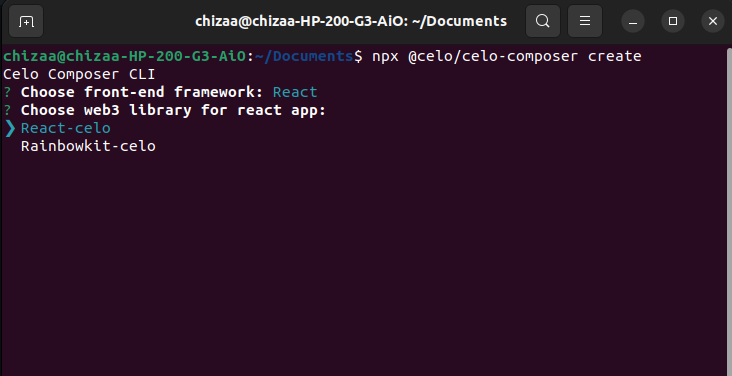 chizaa@chizaa-HP-200-G3-AiO: ~/Documents
chizaa@chizaa-HP-200-G3-AiO:~/Documents$ npx @celo/celo-composer create
Celo Composer CLI
? Choose front-end framework: React
? Choose web3 library for react app:
❯ React-celo
Rainbowkit-celo